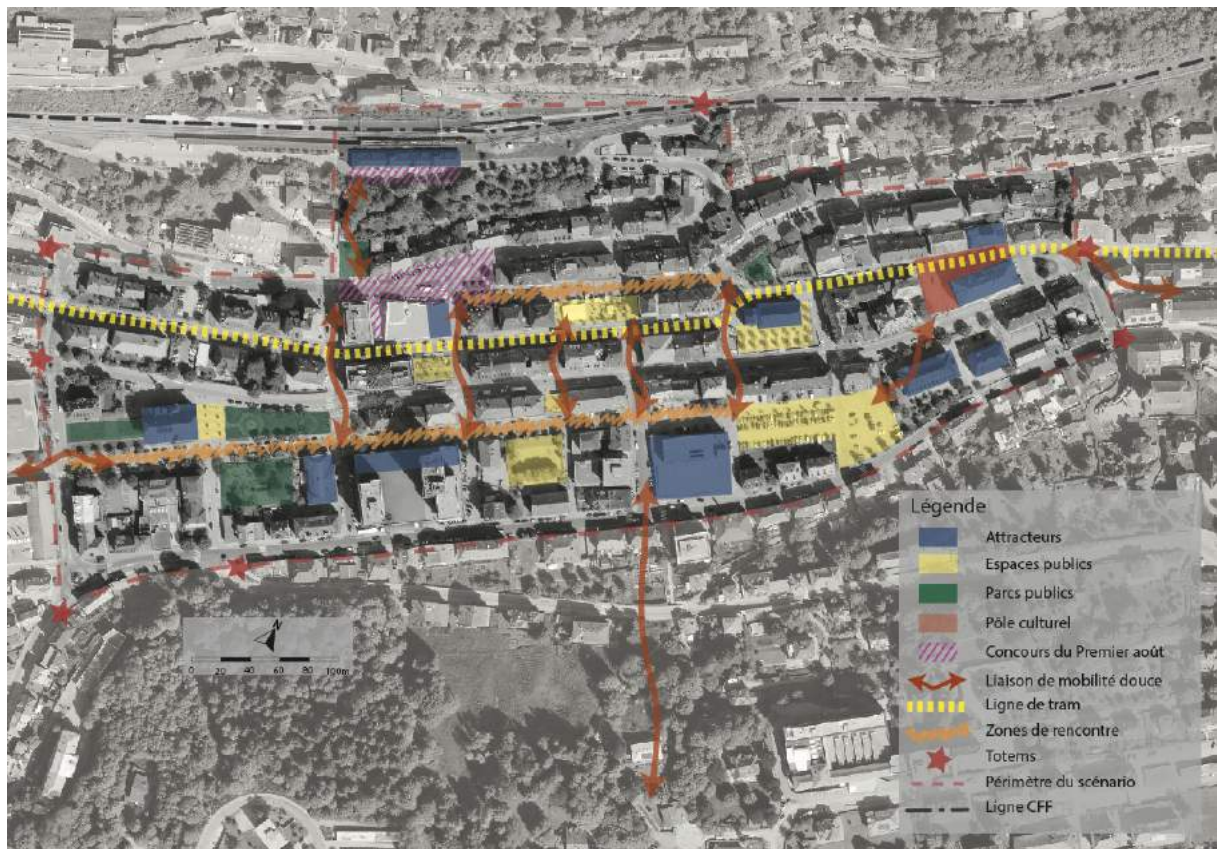 Légende
Attracteurs
Espaces publics
Parcs publics
Pôle culturel
Concours du Premier août
Liaison de mobilité douce
Ligne de tram
Zones de rencontre
Totems
Périmètre du scénario
Ligne CFF
N
0 20 40 60 80 100m